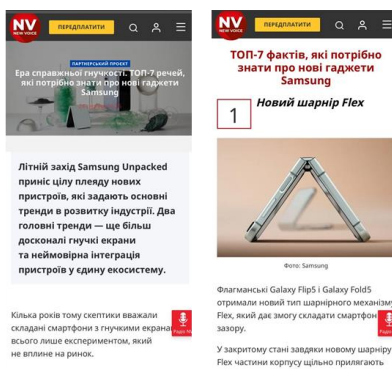 NV
NEW VOICE
ПЕРЕДПЛАТИТИ
ПАРТНЕРСЬКИЙ ПРОЄКТ
Ера справжньої гнучкості. ТОП-7 речей,
які потрібно знати про нові гаджети
Samsung
Літній захід Samsung Unpacked
приніс цілу плеяду нових
пристроїв, які задають основні
тренди в розвитку індустрії. Два
головні тренди — ще більш
досконалі гнучкі екрани
та неймовірна інтеграція
пристроїв у єдину екосистему.
Кілька років тому скептики вважали
складані смартфони з гнучкими екрана
всього лише експериментом, який
не вплине на ринок.
NV
NEW VOICE
ПЕРЕДПЛАТИТИ
ТОП-7 фактів, які потрібно
знати про нові гаджети
Samsung
1
Новий шарнір Flex
Фото: Samsung
Флагманські Galaxy Flip5 і Galaxy Fold5
отримали новий тип шарнірного механізму
Flex, який дає змогу складати смартфон
зазору.
У закритому стані завдяки новому шарніру
Flex частини корпусу щільно прилягають